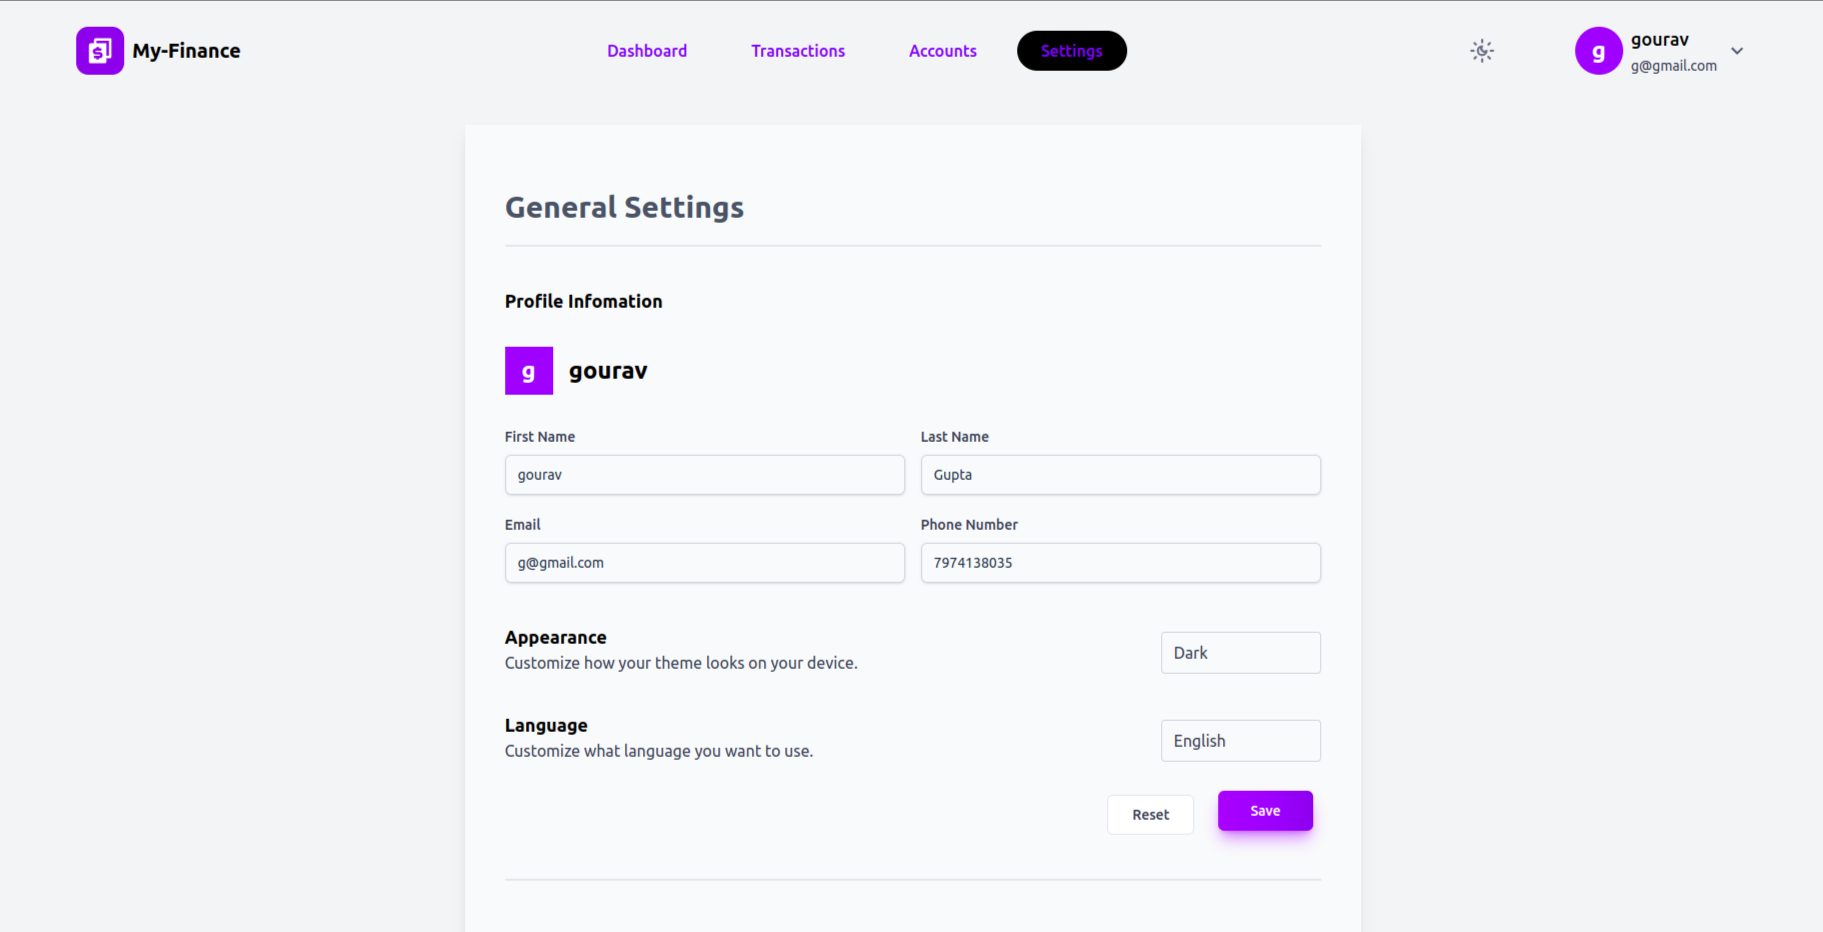 My-Finance
Dashboard Transactions Accounts Settings
g
gourav
g@gmail.com
General Settings
Profile Infomation
g gourav
First Name Last Name
gourav Gupta
Email Phone Number
g@gmail.com 7974138035
Appearance
Customize how your theme looks on your device.
Dark
Language
Customize what language you want to use.
English
Reset Save